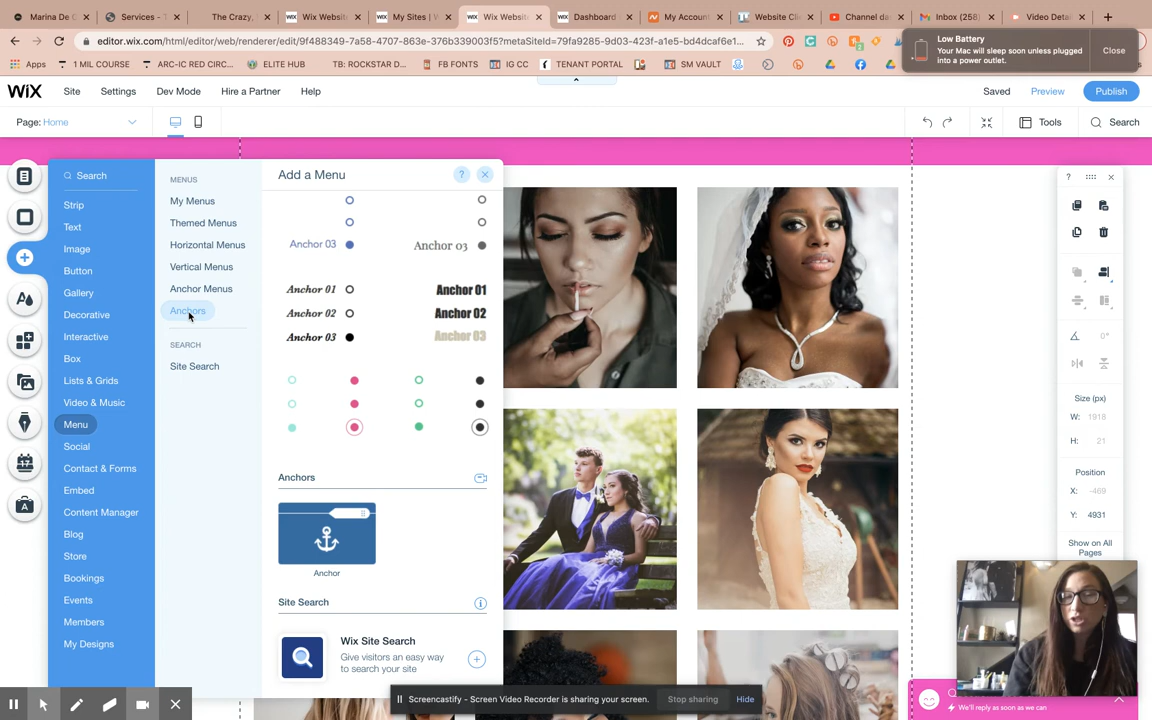 Marina De G
Services - T
The Crazy,
Wix Website
My Sites | W
Wix Website
Dashboard
My Account
Website Clic
Channel das
Inbox (258)
Video Detai
editor.wix.com/html/editor/web/renderer/edit/9f488349-7a58-4707-863e-376b339003f5?metaSiteId=79fa9285-9d03-423f-a1e5-bd4dcaf6e1...
Low Battery
Your Mac will sleep soon unless plugged
into a power outlet.
Close
Apps
1 MIL COURSE
ARC-IC RED CIRC...
ELITE HUB
TB: ROCKSTAR D...
FB FONTS
IG CC
TENANT PORTAL
SM VAULT
WiX
Site
Settings
Dev Mode
Hire a Partner
Help
Saved
Preview
Publish
Page: Home
Tools
Search
Search
Strip
Text
Image
Button
Gallery
Decorative
Interactive
Box
Lists & Grids
Video & Music
Menu
Social
Contact & Forms
Embed
Content Manager
Blog
Store
Bookings
Events
Members
My Designs
MENUS
My Menus
Themed Menus
Horizontal Menus
Vertical Menus
Anchor Menus
Anchors
SEARCH
Site Search
Add a Menu
?
Anchor 03
Anchor 03
Anchor 01
Anchor 01
Anchor 02
Anchor 02
Anchor 03
Anchor 03
Anchors
Anchor
Site Search
Wix Site Search
Give visitors an easy way
to search your site
?
0°
Size (px)
W: 1918
H: 21
Position
X: -469
Y: 4931
Show on All
Pages
Screencastify - Screen Video Recorder is sharing your screen.
Stop sharing
Hide
We'll reply as soon as we can